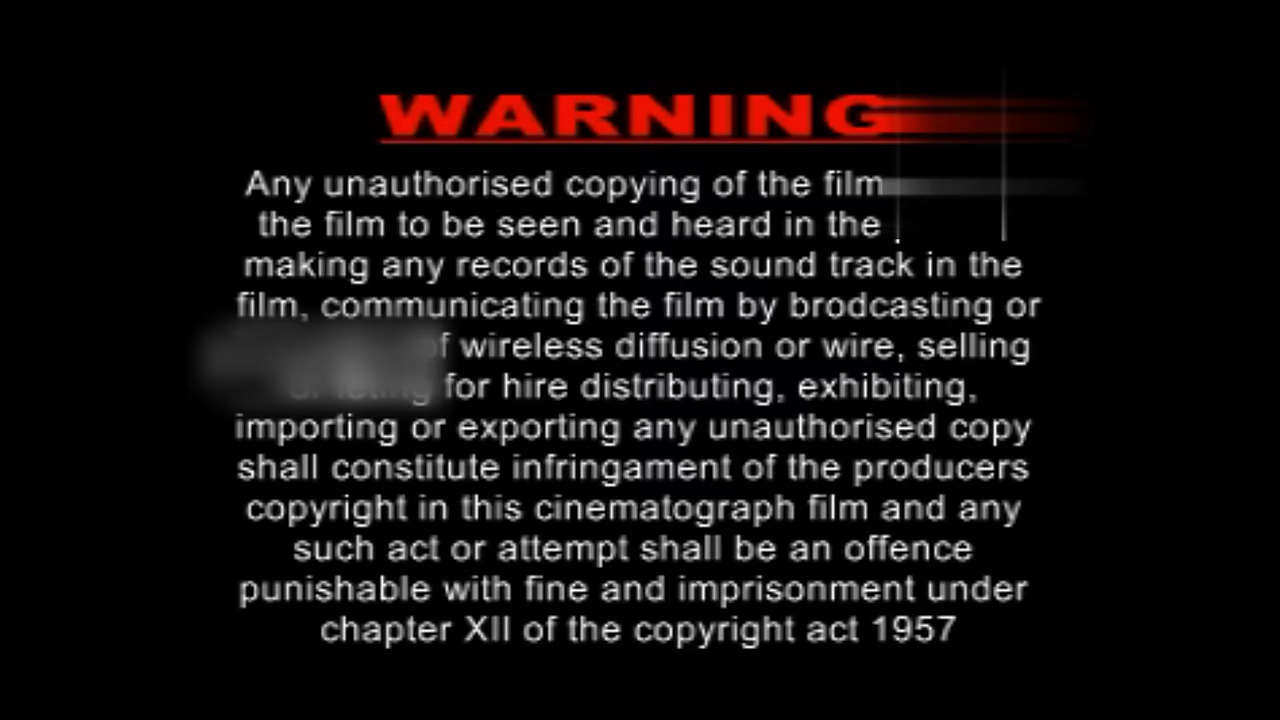 WARNING
Any unauthorised copying of the film
the film to be seen and heard in the
making any records of the sound track in the
film, communicating the film by brodcasting or
of wireless diffusion or wire, selling
or leting for hire distributing, exhibiting,
importing or exporting any unauthorised copy
shall constitute infringament of the producers
copyright in this cinematograph film and any
such act or attempt shall be an offence
punishable with fine and imprisonment under
chapter XII of the copyright act 1957